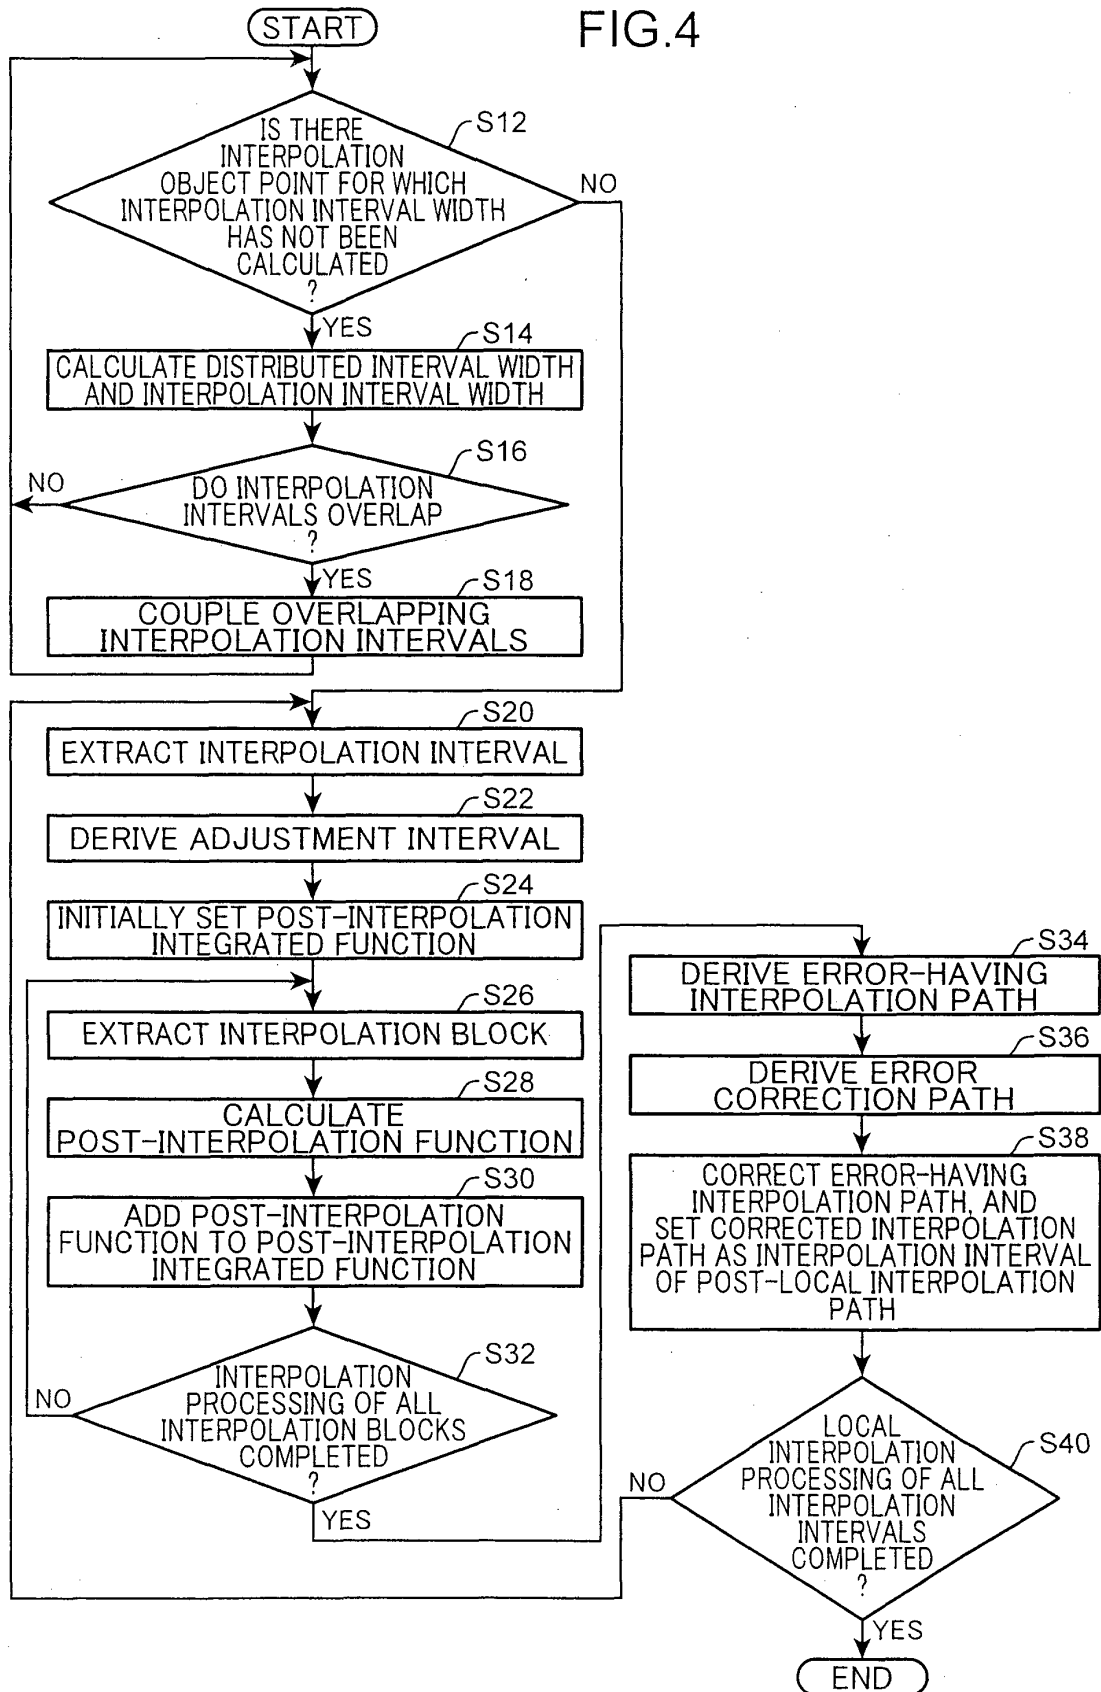 FIG.4
START
S12
IS THERE
INTERPOLATION
OBJECT POINT FOR WHICH
INTERPOLATION INTERVAL WIDTH
HAS NOT BEEN
CALCULATED
?
NO
YES
S14
CALCULATE DISTRIBUTED INTERVAL WIDTH
AND INTERPOLATION INTERVAL WIDTH
S16
DO INTERPOLATION
INTERVALS OVERLAP
?
NO
YES
S18
COUPLE OVERLAPPING
INTERPOLATION INTERVALS
S20
EXTRACT INTERPOLATION INTERVAL
S22
DERIVE ADJUSTMENT INTERVAL
S24
INITIALLY SET POST-INTERPOLATION
INTEGRATED FUNCTION
S26
EXTRACT INTERPOLATION BLOCK
S28
CALCULATE
POST-INTERPOLATION FUNCTION
S30
ADD POST-INTERPOLATION
FUNCTION TO POST-INTERPOLATION
INTEGRATED FUNCTION
S32
INTERPOLATION
PROCESSING OF ALL
INTERPOLATION BLOCKS
COMPLETED
?
NO
YES
S34
DERIVE ERROR-HAVING
INTERPOLATION PATH
S36
DERIVE ERROR
CORRECTION PATH
S38
CORRECT ERROR-HAVING
INTERPOLATION PATH, AND
SET CORRECTED INTERPOLATION
PATH AS INTERPOLATION INTERVAL
OF POST-LOCAL INTERPOLATION
PATH
S40
LOCAL
INTERPOLATION
PROCESSING OF ALL
INTERPOLATION
INTERVALS
COMPLETED
?
NO
YES
END